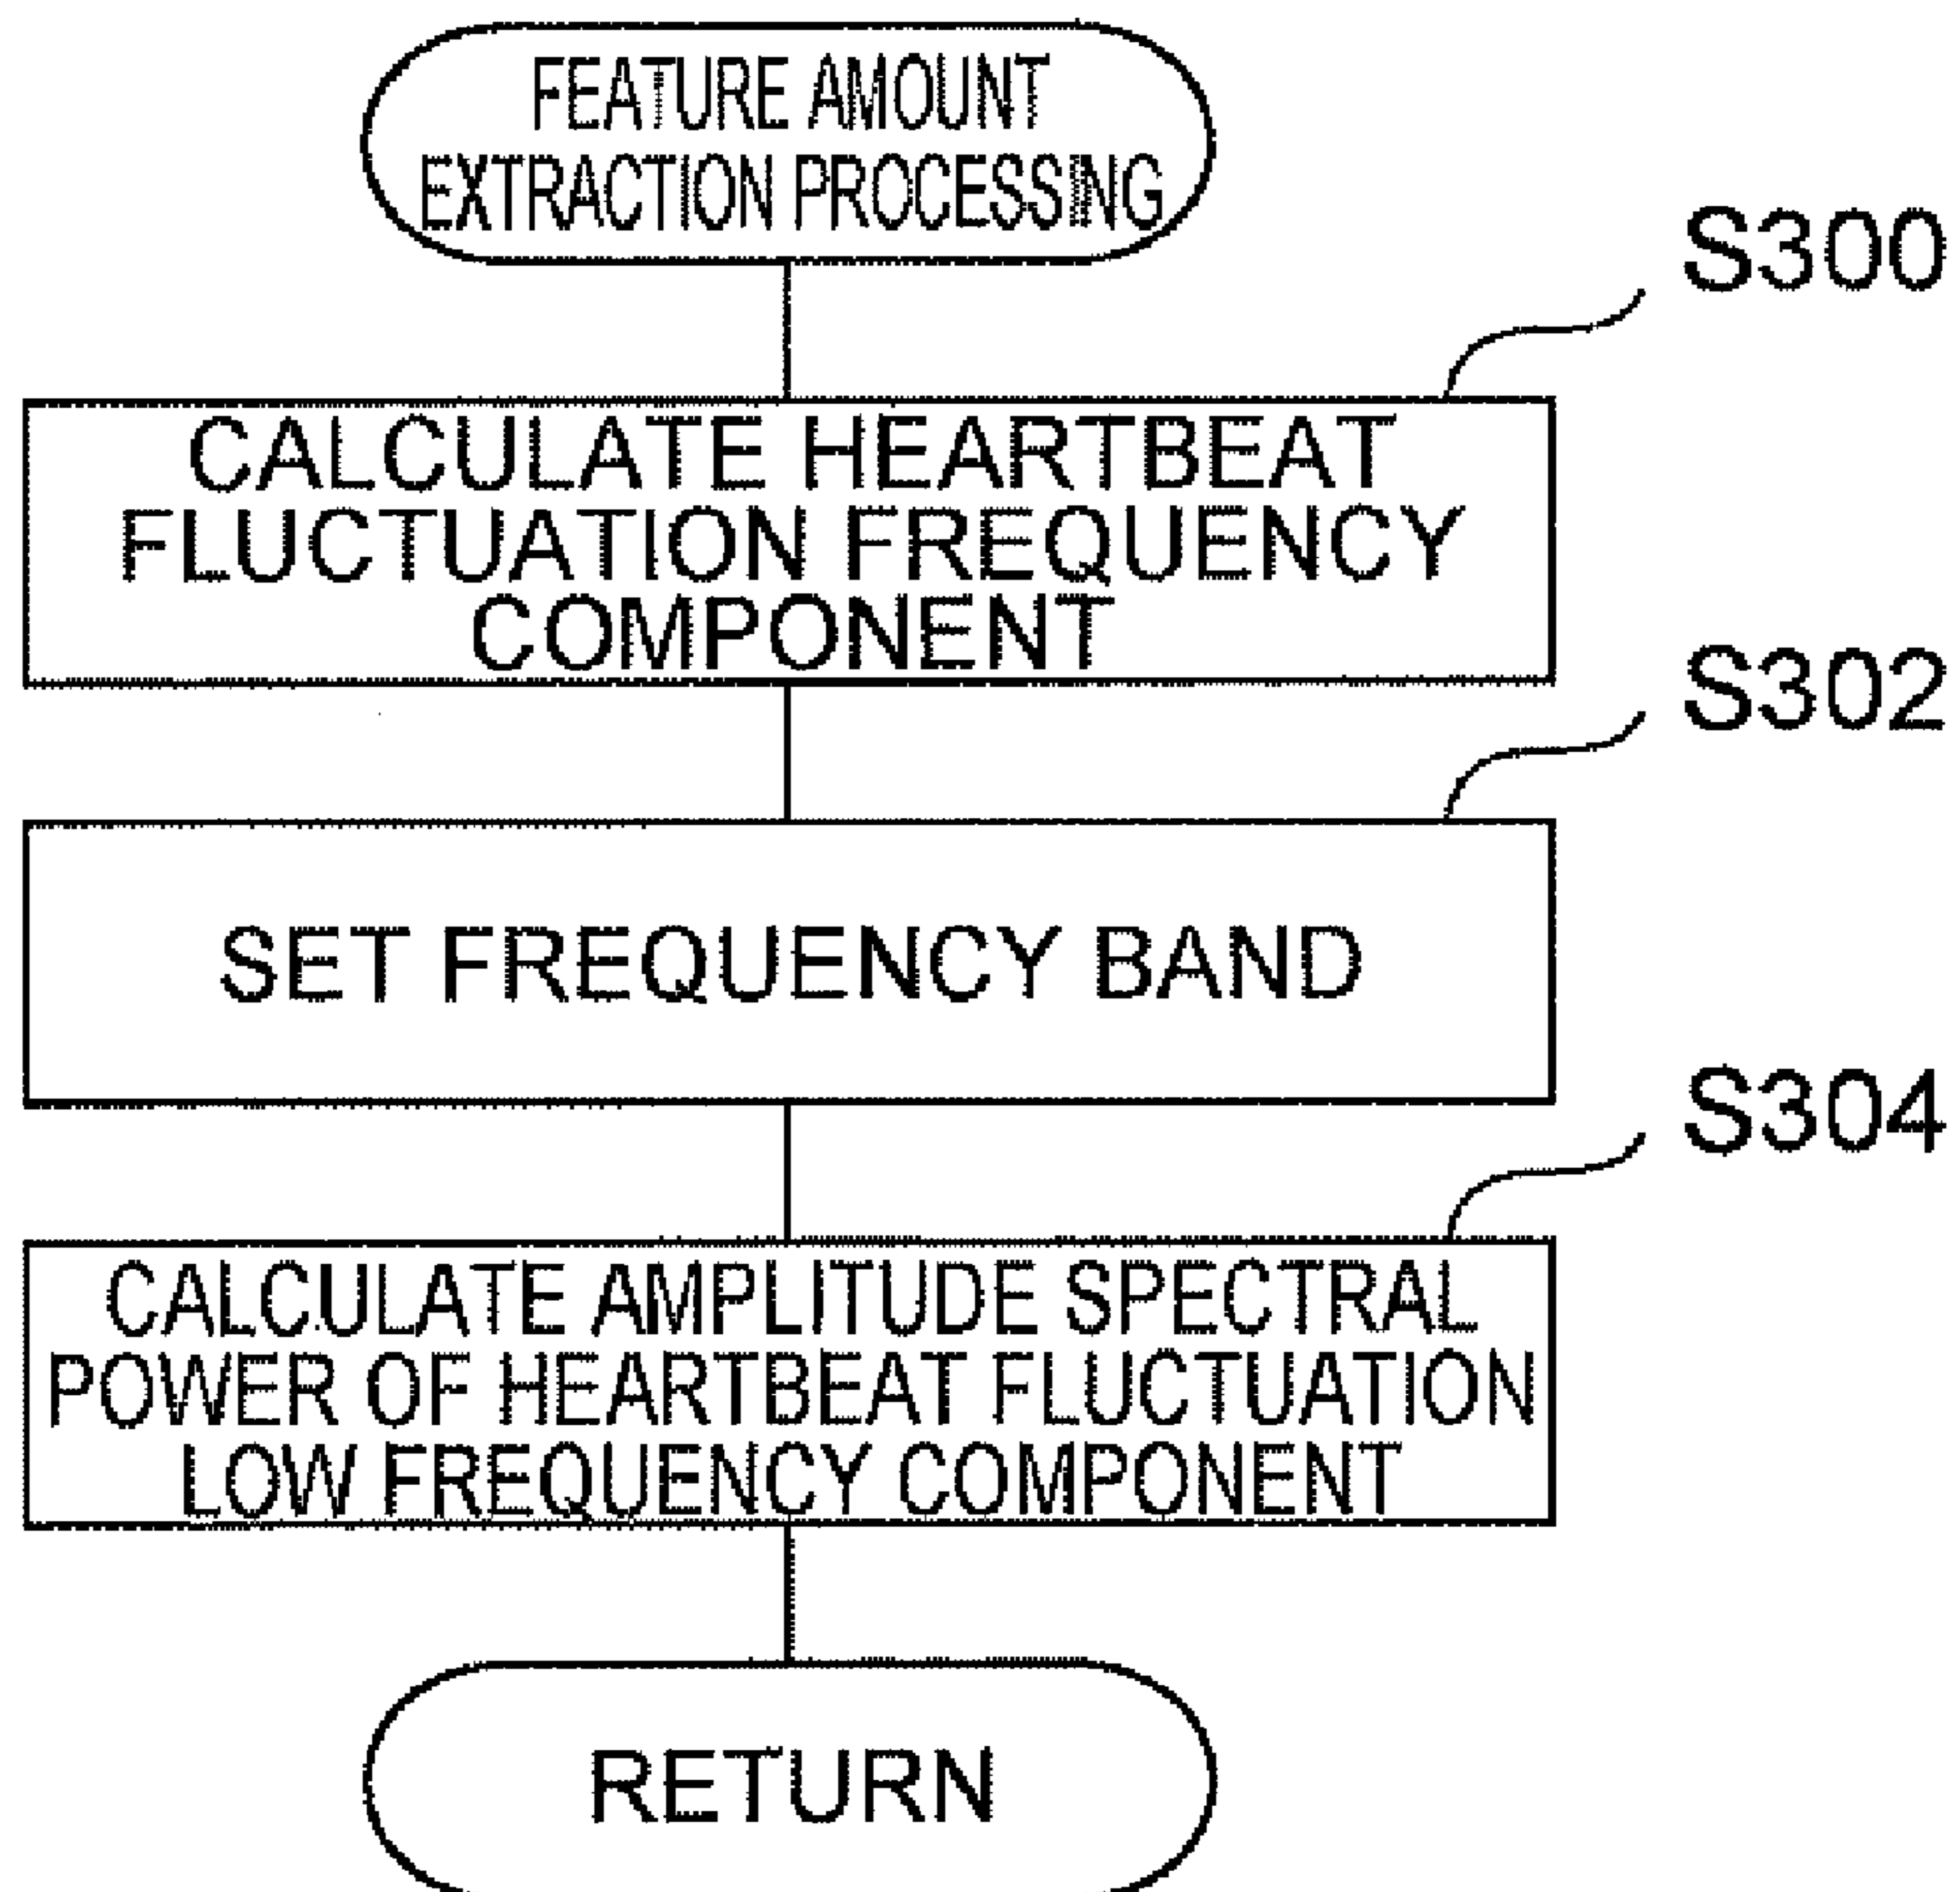 FEATURE AMOUNT
EXTRACTION PROCESSING
S300
CALCULATE HEARTBEAT
FLUCTUATION FREQUENCY
COMPONENT
S302
SET FREQUENCY BAND
S304
CALCULATE AMPLITUDE SPECTRAL
POWER OF HEARTBEAT FLUCTUATION
LOW FREQUENCY COMPONENT
RETURN